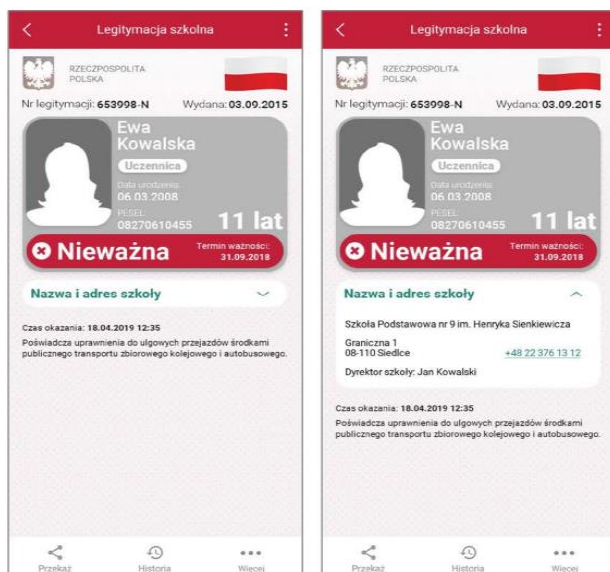 Legitymacja szkolna
RZECZPOSPOLITA
POLSKA
Nr legitymacji: 653998-N Wydana: 03.09.2015
Ewa
Kowalska
Uczennica
Data urodzenia:
06.03.2008
PESEL:
08270610455
11 lat
Nieważna
Termin ważności:
31.09.2018
Nazwa i adres szkoły
Czas okazania: 18.04.2019 12:35
Poświadcza uprawnienia do ulgowych przejazdów środkami
publicznego transportu zbiorowego kolejowego i autobusowego.
Przekaż Historia Więcej
Legitymacja szkolna
RZECZPOSPOLITA
POLSKA
Nr legitymacji: 653998-N Wydana: 03.09.2015
Ewa
Kowalska
Uczennica
Data urodzenia:
06.03.2008
PESEL:
08270610455
11 lat
Nieważna
Termin ważności:
31.09.2018
Nazwa i adres szkoły
Szkoła Podstawowa nr 9 im. Henryka Sienkiewicza
Graniczna 1
08-110 Siedlce +48 22 376 13 12
Dyrektor szkoły: Jan Kowalski
Czas okazania: 18.04.2019 12:35
Poświadcza uprawnienia do ulgowych przejazdów środkami
publicznego transportu zbiorowego kolejowego i autobusowego.
Przekaż Historia Więcej